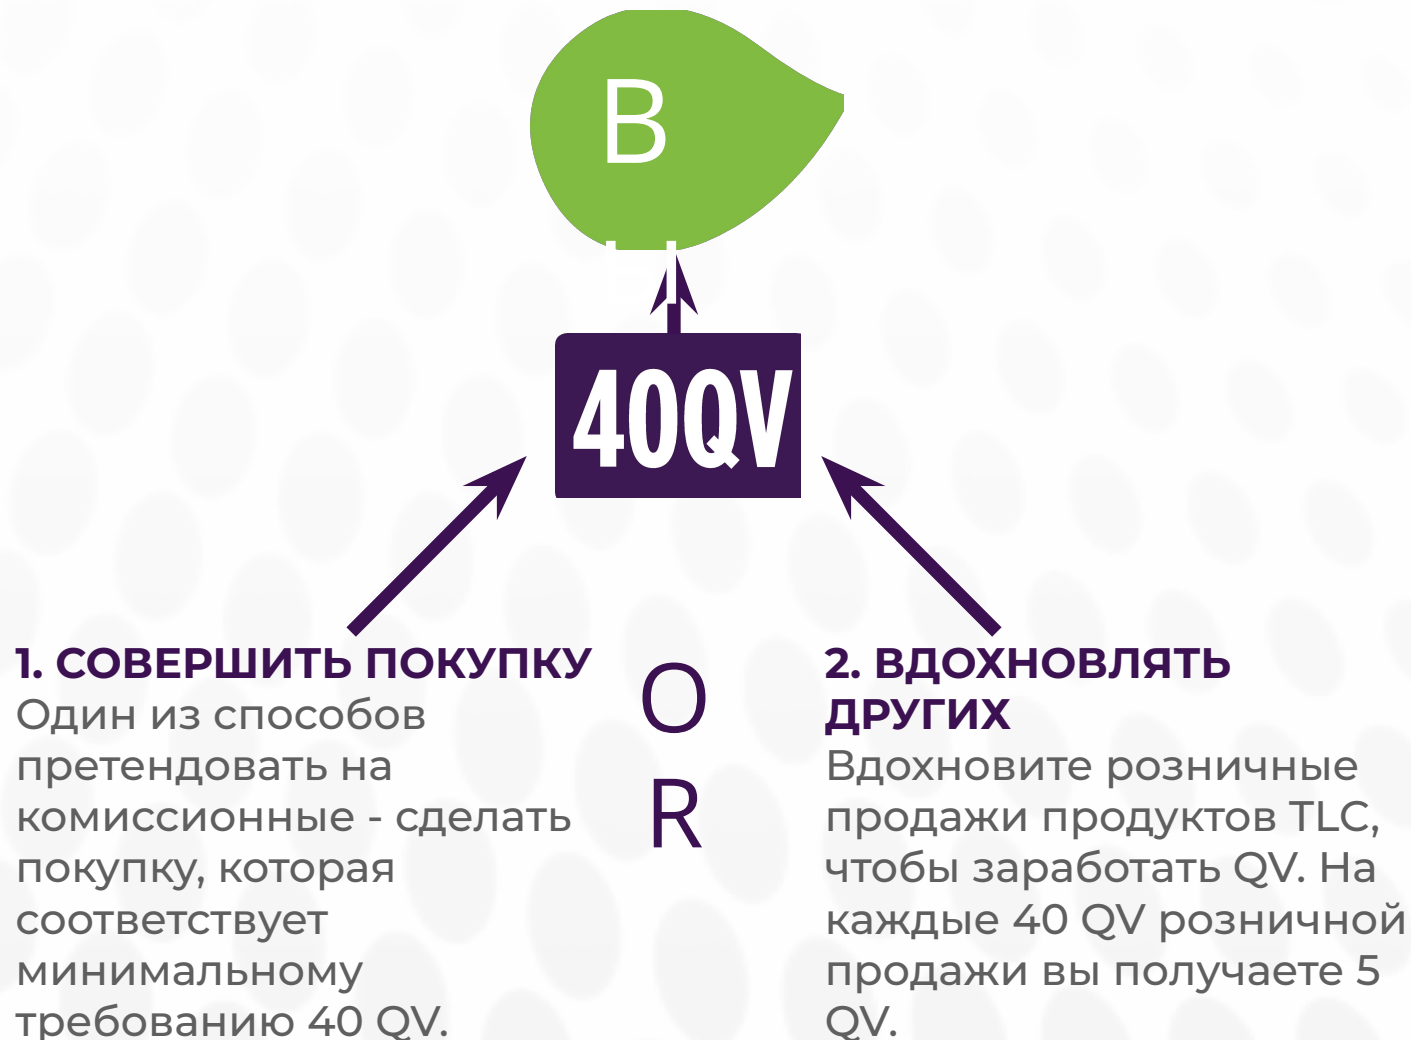 В
40QV
1. СОВЕРШИТЬ ПОКУПКУ
Один из способов
претендовать на
комиссионные - сделать
покупку, которая
соответствует
минимальному
требованию 40 QV.
O
R
2. ВДОХНОВЛЯТЬ
ДРУГИХ
Вдохновите розничные
продажи продуктов TLC,
чтобы заработать QV. На
каждые 40 QV розничной
продажи вы получаете 5
QV.